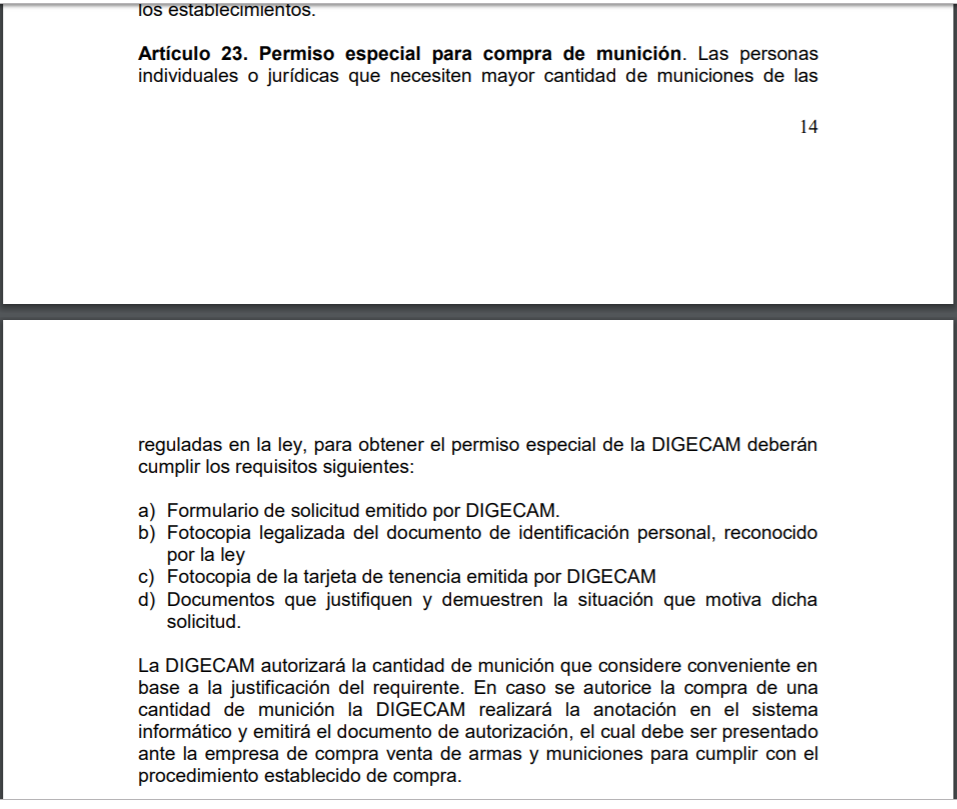 los establecimientos.
Artículo 23. Permiso especial para compra de munición. Las personas
individuales o jurídicas que necesiten mayor cantidad de municiones de las
14
reguladas en la ley, para obtener el permiso especial de la DIGECAM deberán
cumplir los requisitos siguientes:
a) Formulario de solicitud emitido por DIGECAM.
b) Fotocopia legalizada del documento de identificación personal, reconocido
por la ley
c) Fotocopia de la tarjeta de tenencia emitida por DIGECAM
d) Documentos que justifiquen y demuestren la situación que motiva dicha
solicitud.
La DIGECAM autorizará la cantidad de munición que considere conveniente en
base a la justificación del requirente. En caso se autorice la compra de una
cantidad de munición la DIGECAM realizará la anotación en el sistema
informático y emitirá el documento de autorización, el cual debe ser presentado
ante la empresa de compra venta de armas y municiones para cumplir con el
procedimiento establecido de compra.